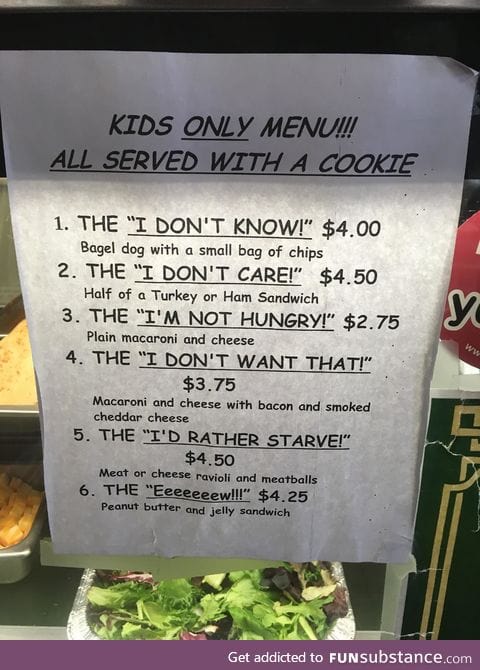 KIDS ONLY MENU!!!
ALL SERVED WITH A COOKIE
1. THE "I DON'T KNOW!" $4.00
Bagel dog with a small bag of chips
2. THE "I DON'T CARE!" $4.50
Half of a Turkey or Ham Sandwich
3. THE "I'M NOT HUNGRY!" $2.75
Plain macaroni and cheese
4. THE "I DON'T WANT THAT!"
$3.75
Macaroni and cheese with bacon and smoked
cheddar cheese
5. THE "I'D RATHER STARVE!"
$4.50
Meat or cheese ravioli and meatballs
6. THE "Eeeeeeew!!!" $4.25
Peanut butter and jelly sandwich
Get addicted to FUNsubstance.com